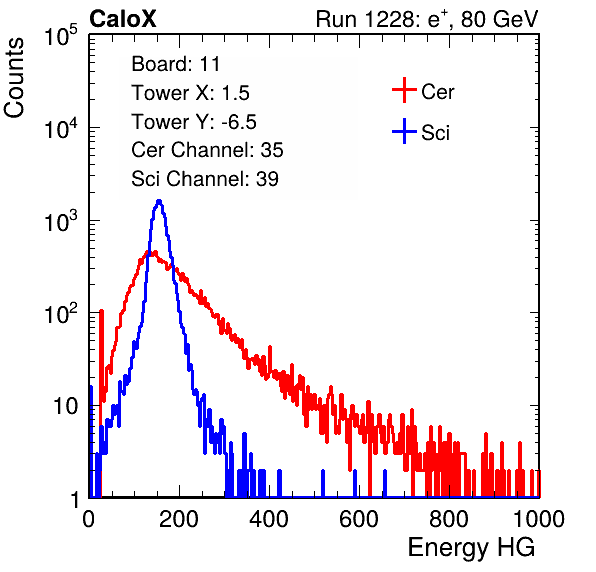 CaloX Run 1228: e⁺, 80 GeV
Counts
10⁵
10⁴
10³
10²
10
1
Board: 11
Tower X: 1.5
Tower Y: -6.5
Cer Channel: 35
Sci Channel: 39
Cer
Sci
0 200 400 600 800 1000
Energy HG